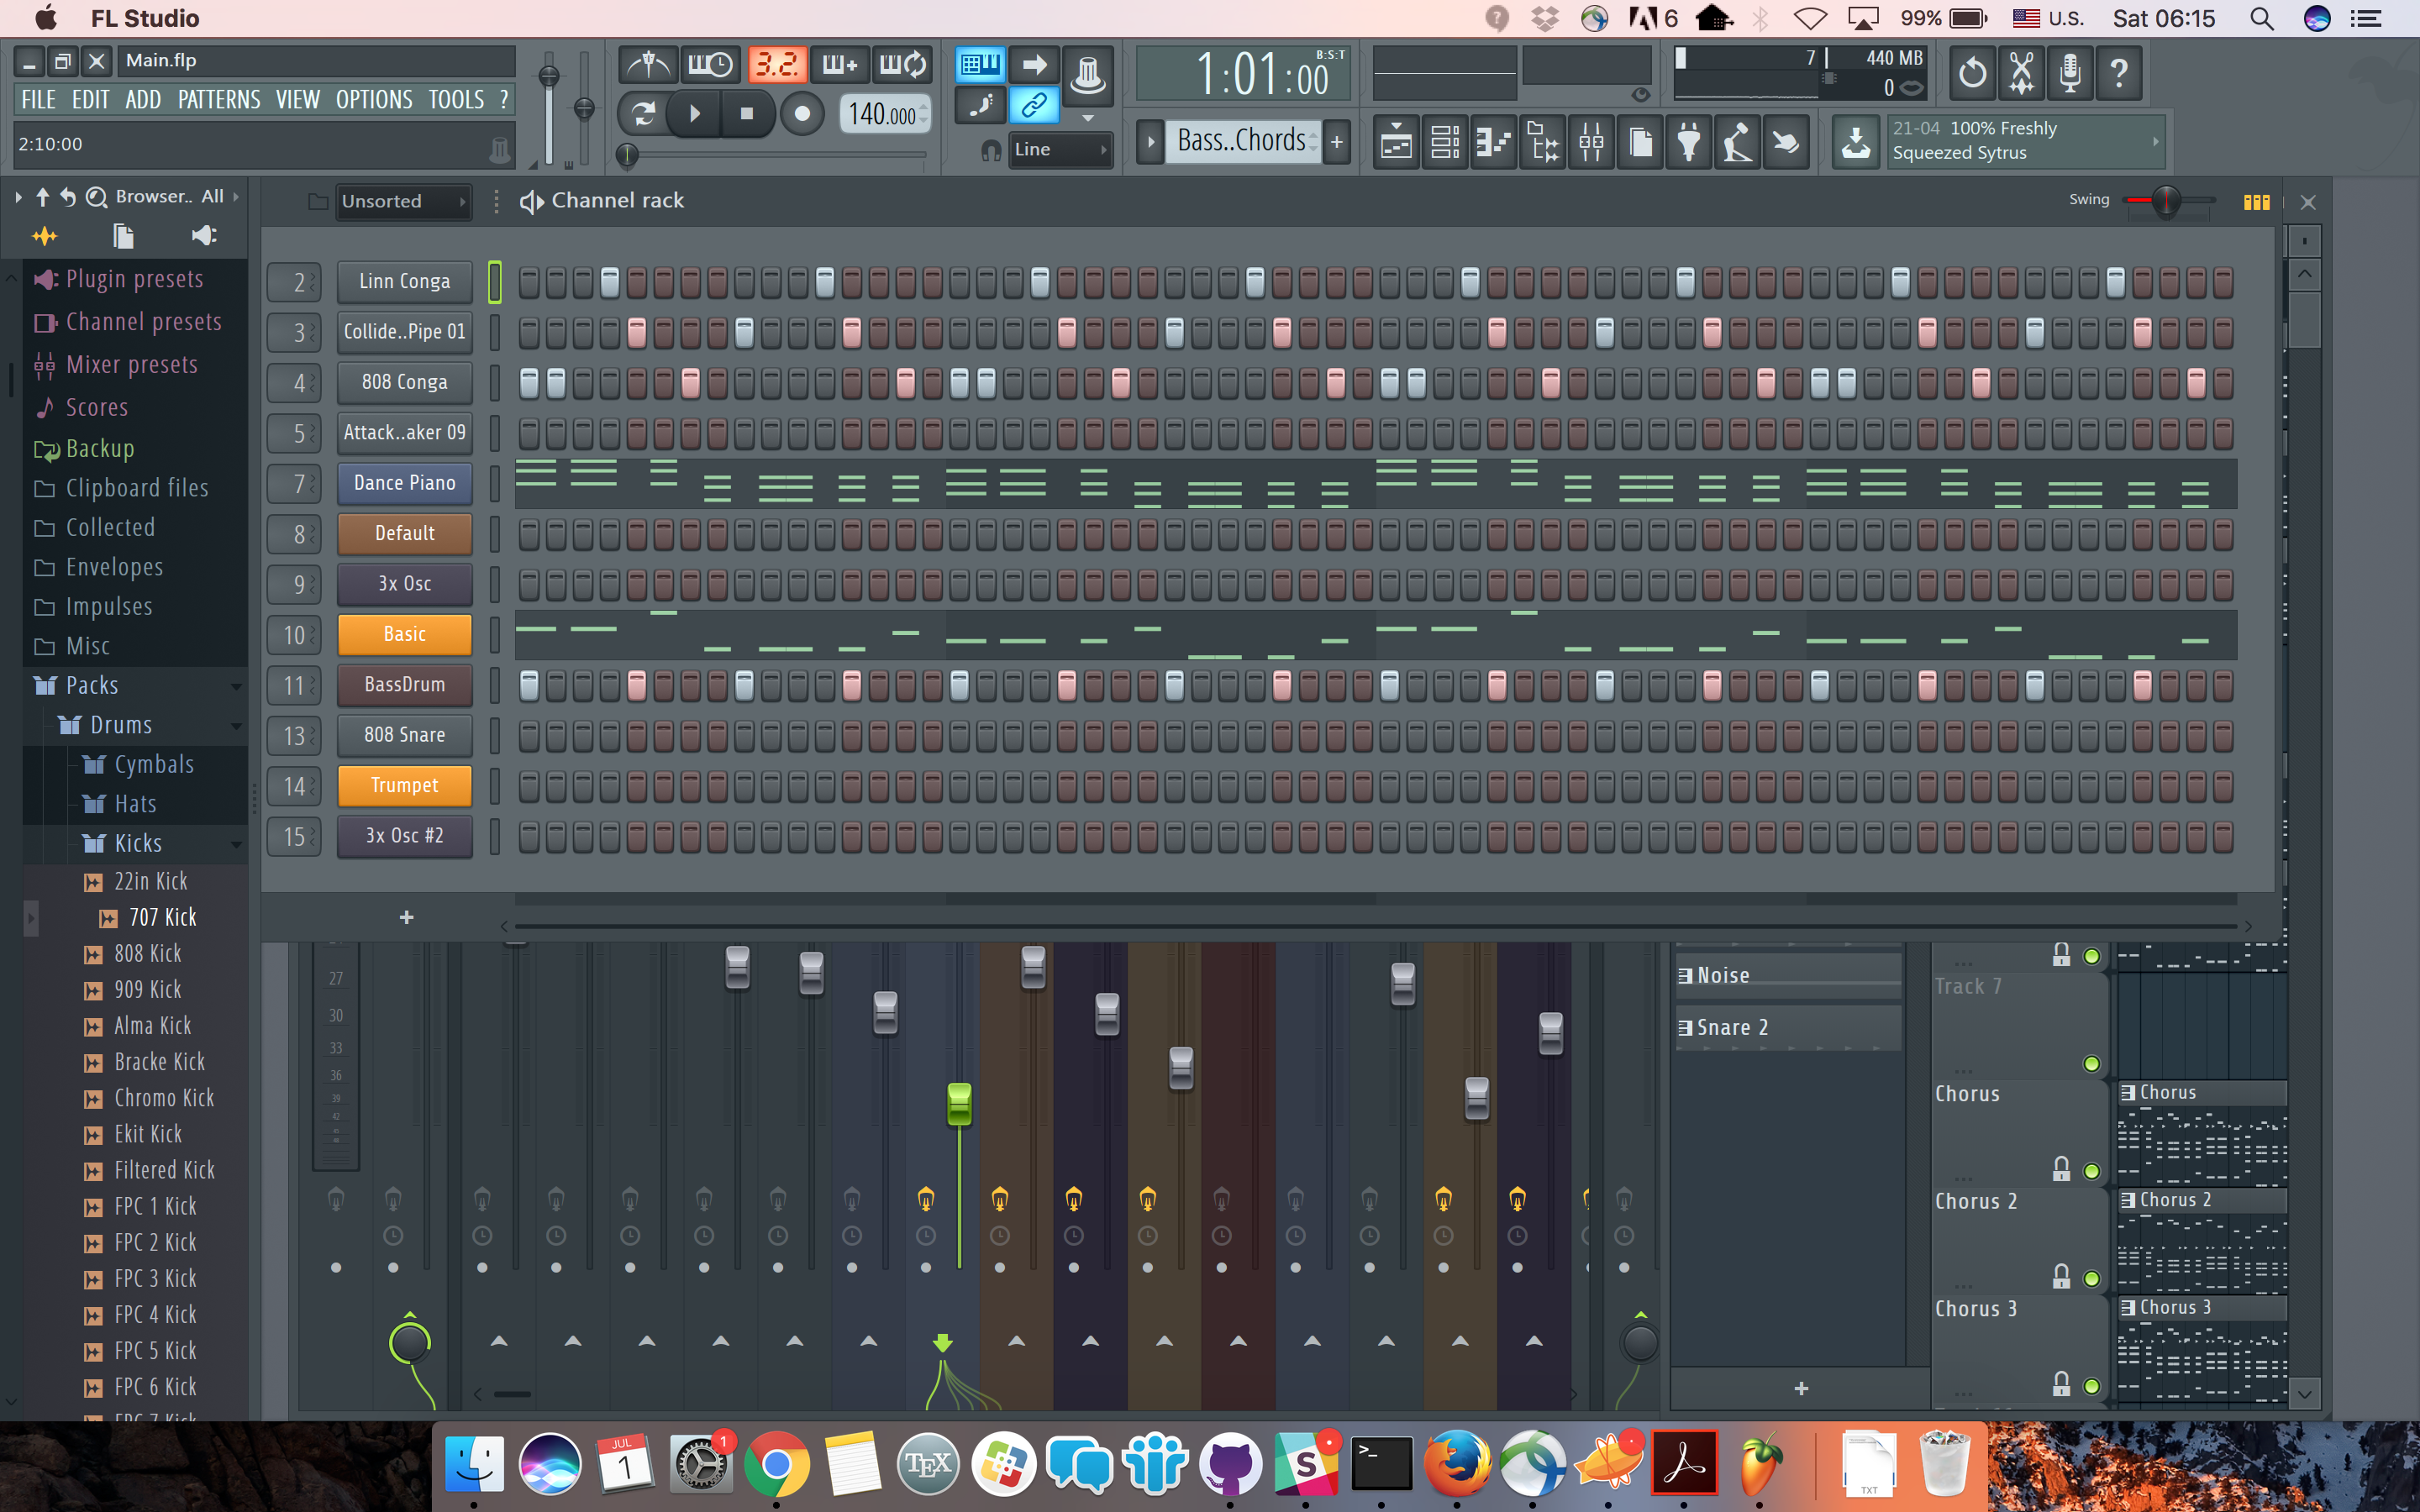 FL Studio
6
99%
U.S.
Sat 06:15
Main.flp
FILE EDIT ADD PATTERNS VIEW OPTIONS TOOLS ?
2:10:00
3.2.
140.000
Line
1:01:00
B:S:T
Bass..Chords
+
7
440 MB
0
?
21-04 100% Freshly
Squeezed Sytrus
Browser.. All
Unsorted
Channel rack
Swing
Plugin presets
Channel presets
Mixer presets
Scores
Backup
Clipboard files
Collected
Envelopes
Impulses
Misc
Packs
Drums
Cymbals
Hats
Kicks
22in Kick
707 Kick
808 Kick
909 Kick
Alma Kick
Bracke Kick
Chromo Kick
Ekit Kick
Filtered Kick
FPC 1 Kick
FPC 2 Kick
FPC 3 Kick
FPC 4 Kick
FPC 5 Kick
FPC 6 Kick
FPC 7 Kick
2 Linn Conga
3 Collide..Pipe 01
4 808 Conga
5 Attack..aker 09
7 Dance Piano
8 Default
9 3x Osc
10 Basic
11 BassDrum
13 808 Snare
14 Trumpet
15 3x Osc #2
+
27
30
33
36
39
42
Noise
Snare 2
+
Track 7
Chorus
Chorus
Chorus 2
Chorus 2
Chorus 3
Chorus 3
JUL
1
1
TEX
S
>_
TXT